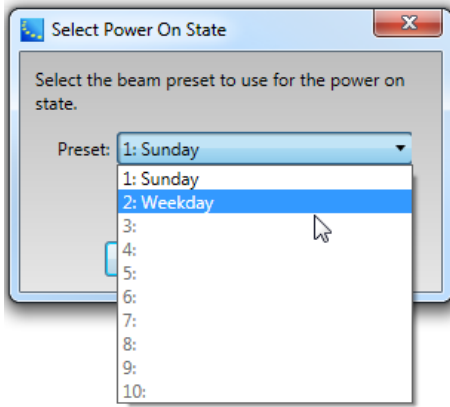 Select Power On State
Select the beam preset to use for the power on
state.
Preset: 1: Sunday
1: Sunday
2: Weekday
3:
4:
5:
6:
7:
8:
9:
10: